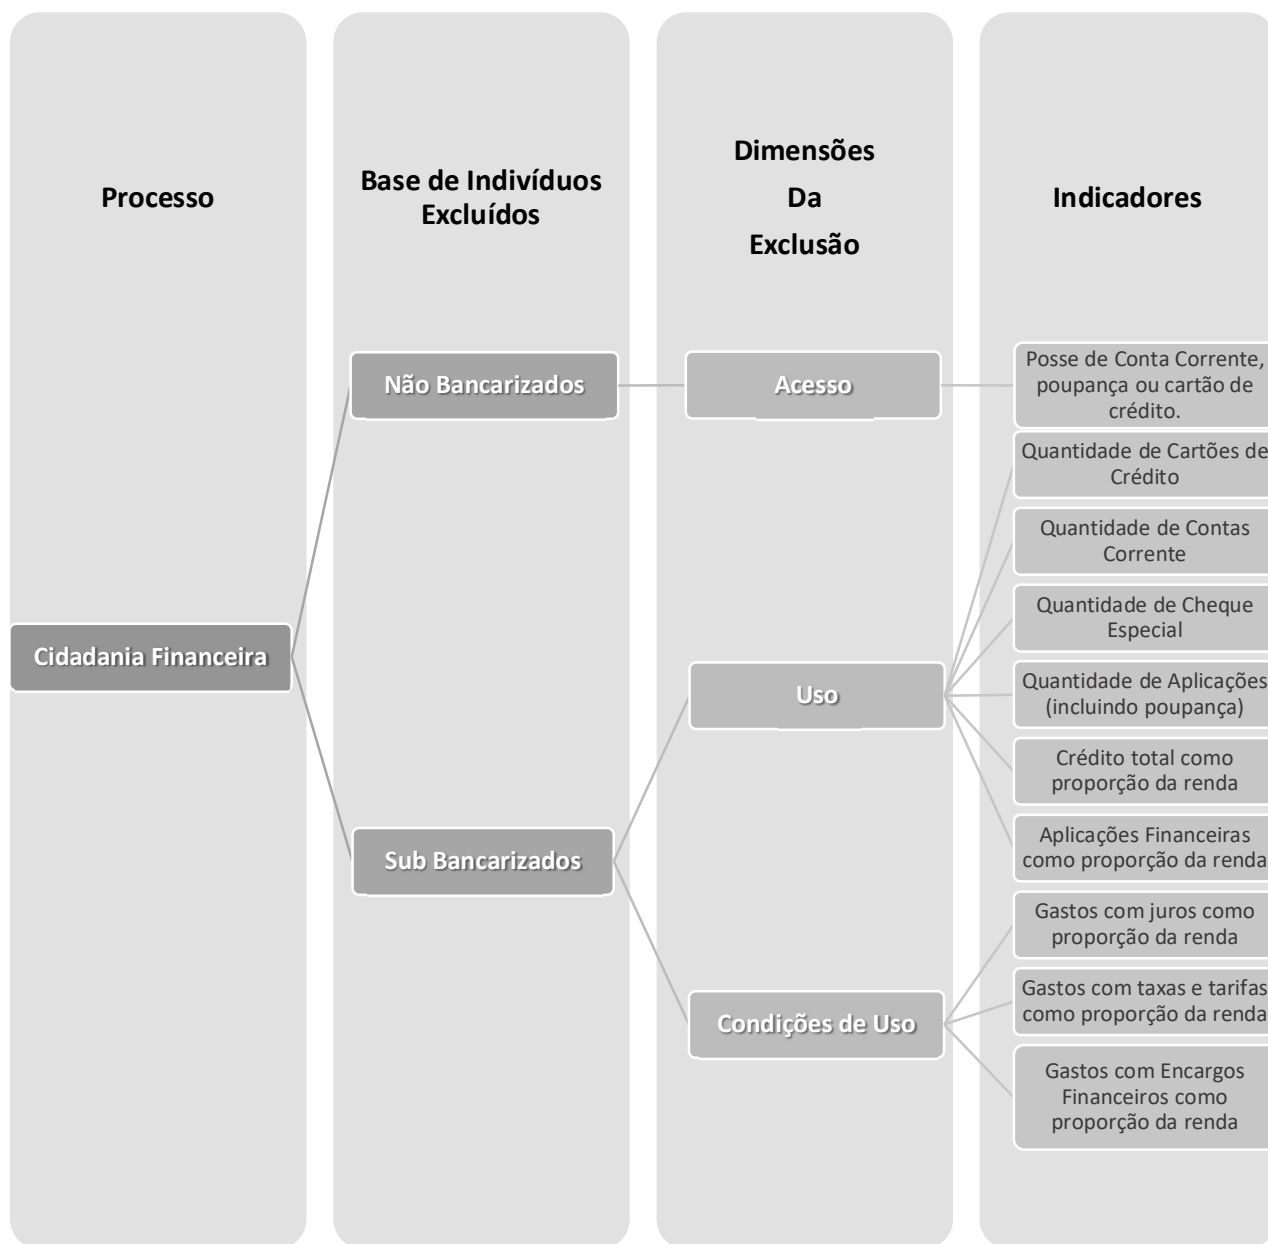 Processo
Base de Indivíduos
Excluídos
Dimensões
Da
Exclusão
Indicadores
Cidadania Financeira
Não Bancarizados
Sub Bancarizados
Acesso
Uso
Condições de Uso
Posse de Conta Corrente,
poupança ou cartão de
crédito.
Quantidade de Cartões de
Crédito
Quantidade de Contas
Corrente
Quantidade de Cheque
Especial
Quantidade de Aplicações
(incluindo poupança)
Crédito total como
proporção da renda
Aplicações Financeiras
como proporção da renda
Gastos com juros como
proporção da renda
Gastos com taxas e tarifas
como proporção da renda
Gastos com Encargos
Financeiros como
proporção da renda